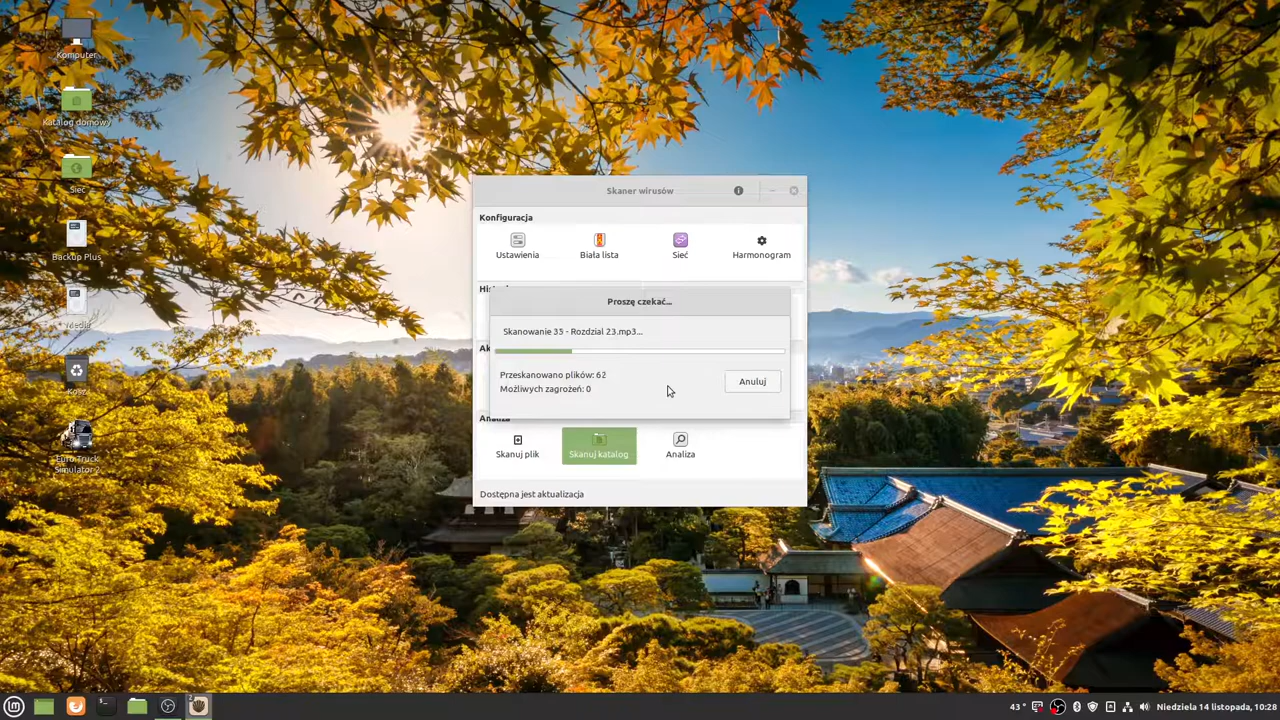 Komputer
Katalog domowy
Sieć
Backup Plus
Media
Kosz
Euro Truck
Simulator 2
Skaner wirusów
Konfiguracja
Ustawienia
Biała lista
Sieć
Harmonogram
Proszę czekać...
Skanowanie 35 - Rozdzial 23.mp3...
Przeskanowano plików: 62
Możliwych zagrożeń: 0
Anuluj
Analiza
Skanuj plik
Skanuj katalog
Analiza
Dostępna jest aktualizacja
43 °
Niedziela 14 listopada, 10:28